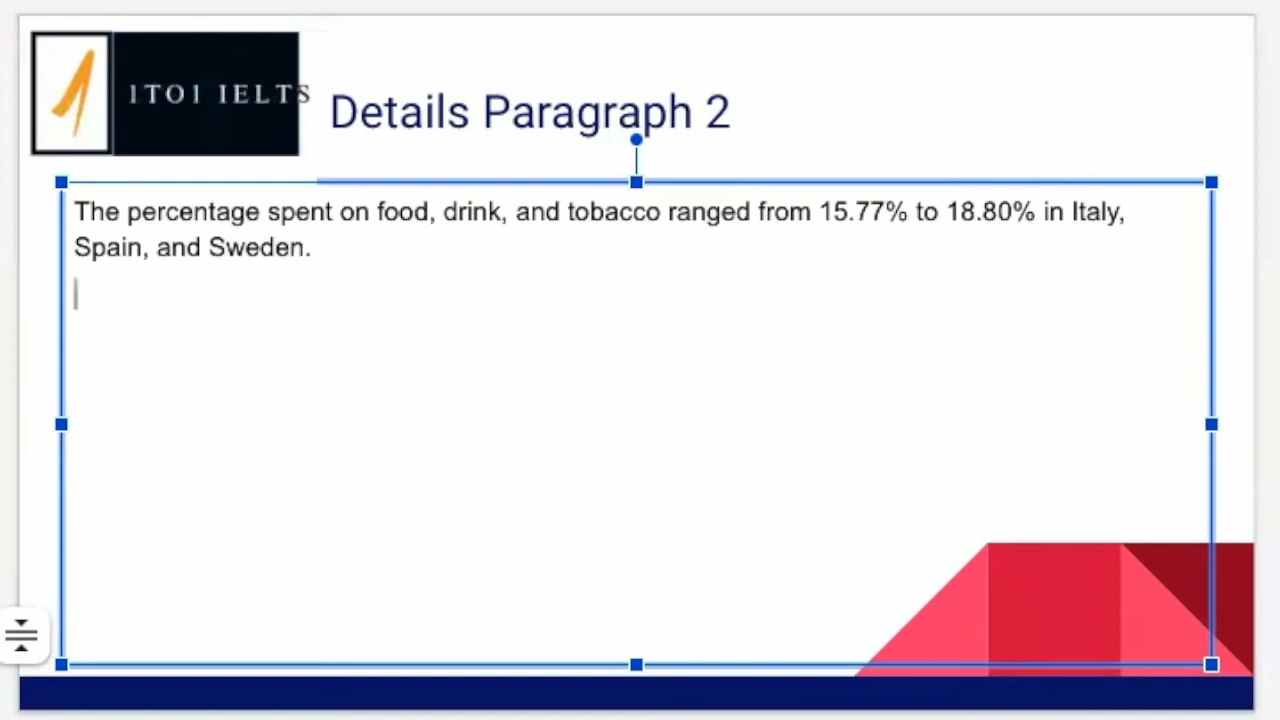 1TO1 IELTS
Details Paragraph 2
The percentage spent on food, drink, and tobacco ranged from 15.77% to 18.80% in Italy,
Spain, and Sweden.